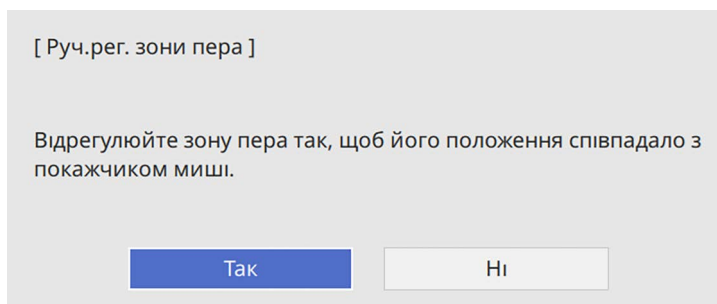 [ Руч.рег. зони пера ]
Відрегулюйте зону пера так, щоб його положення співпадало з
покажчиком миші.
Так
Ні